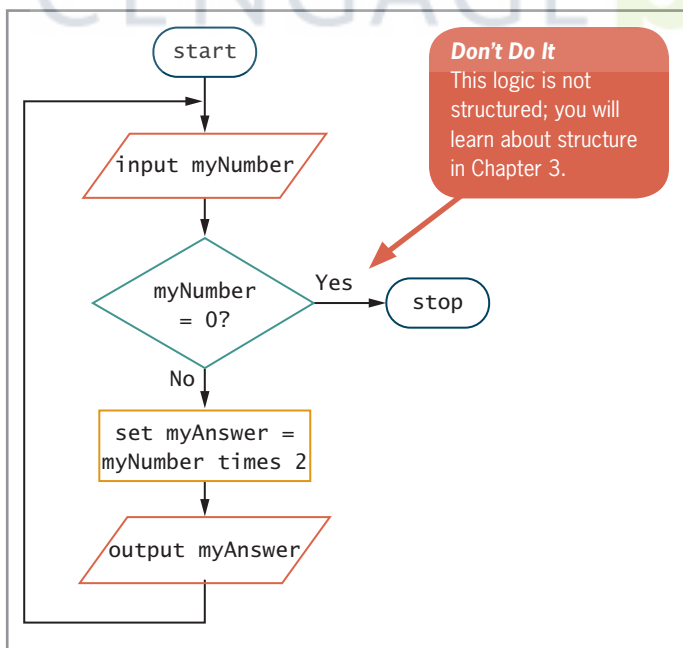 CENGAGE
start
Don't Do It
This logic is not
structured; you will
learn about structure
in Chapter 3.
input myNumber
myNumber
= 0?
Yes
stop
No
set myAnswer =
myNumber times 2
output myAnswer